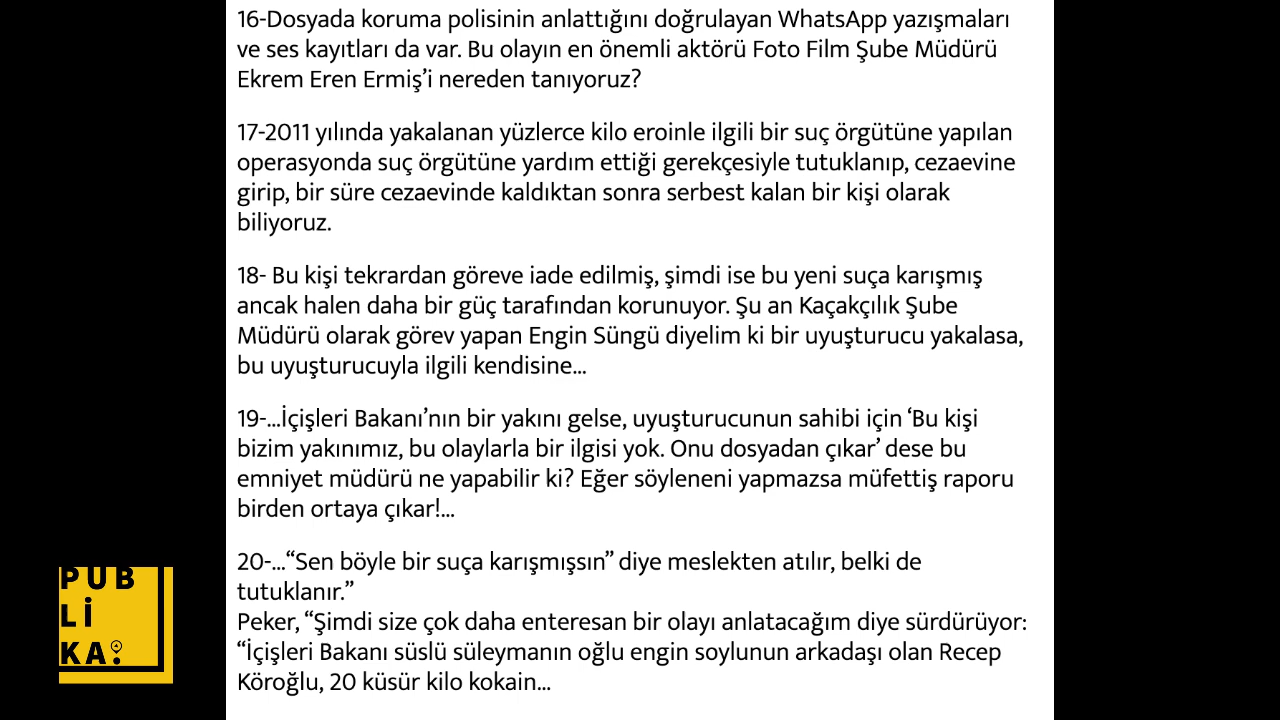 16-Dosyada koruma polisinin anlattığını doğrulayan WhatsApp yazışmaları
ve ses kayıtları da var. Bu olayın en önemli aktörü Foto Film Şube Müdürü
Ekrem Eren Ermiş’i nereden tanıyoruz?
17-2011 yılında yakalanan yüzlerce kilo eroinle ilgili bir suç örgütüne yapılan
operasyonda suç örgütüne yardım ettiği gerekçesiyle tutuklanıp, cezaevine
girip, bir süre cezaevinde kaldıktan sonra serbest kalan bir kişi olarak
biliyoruz.
18- Bu kişi tekrardan göreve iade edilmiş, şimdi ise bu yeni suça karışmış
ancak halen daha bir güç tarafından korunuyor. Şu an Kaçakçılık Şube
Müdürü olarak görev yapan Engin Süngü diyelim ki bir uyuşturucu yakalasa,
bu uyuşturucuyla ilgili kendisine...
19-...İçişleri Bakanı’nın bir yakını gelse, uyuşturucunun sahibi için ‘Bu kişi
bizim yakınımız, bu olaylarla bir ilgisi yok. Onu dosyadan çıkar’ dese bu
emniyet müdürü ne yapabilir ki? Eğer söyleneni yapmazsa müfettiş raporu
birden ortaya çıkar!...
20-...“Sen böyle bir suça karışmışsın” diye meslekten atılır, belki de
tutuklanır.”
Peker, “Şimdi size çok daha enteresan bir olayı anlatacağım diye sürdürüyor:
“İçişleri Bakanı süslü süleymanın oğlu engin soylunun arkadaşı olan Recep
Köroğlu, 20 küsür kilo kokain...
PUB
Lİ
KA